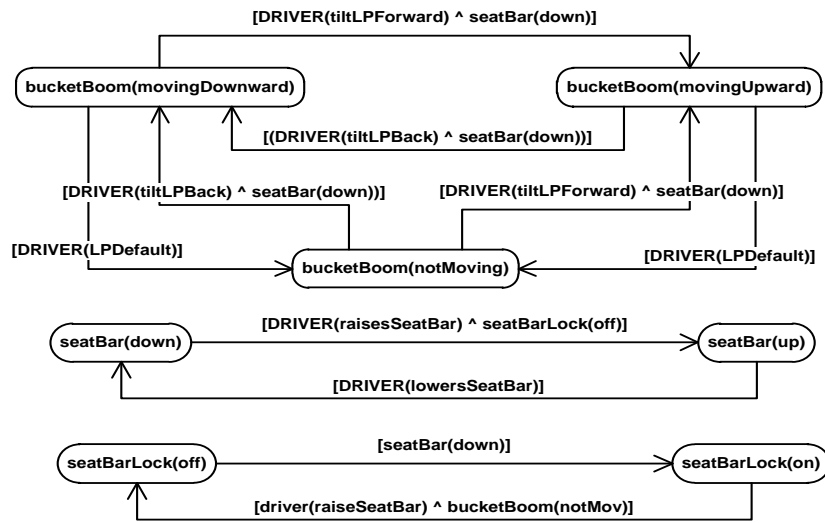 [DRIVER(tiltLPForward) ^ seatBar(down)]
bucketBoom(movingDownward)
bucketBoom(movingUpward)
[(DRIVER(tiltLPBack) ^ seatBar(down))]
[DRIVER(tiltLPBack) ^ seatBar(down))]
[DRIVER(tiltLPForward) ^ seatBar(down)]
[DRIVER(LPDefault)]
bucketBoom(notMoving)
[DRIVER(LPDefault)]
[DRIVER(raisesSeatBar) ^ seatBarLock(off)]
seatBar(down)
seatBar(up)
[DRIVER(lowersSeatBar)]
[seatBar(down)]
seatBarLock(off)
seatBarLock(on)
[driver(raiseSeatBar) ^ bucketBoom(notMov)]